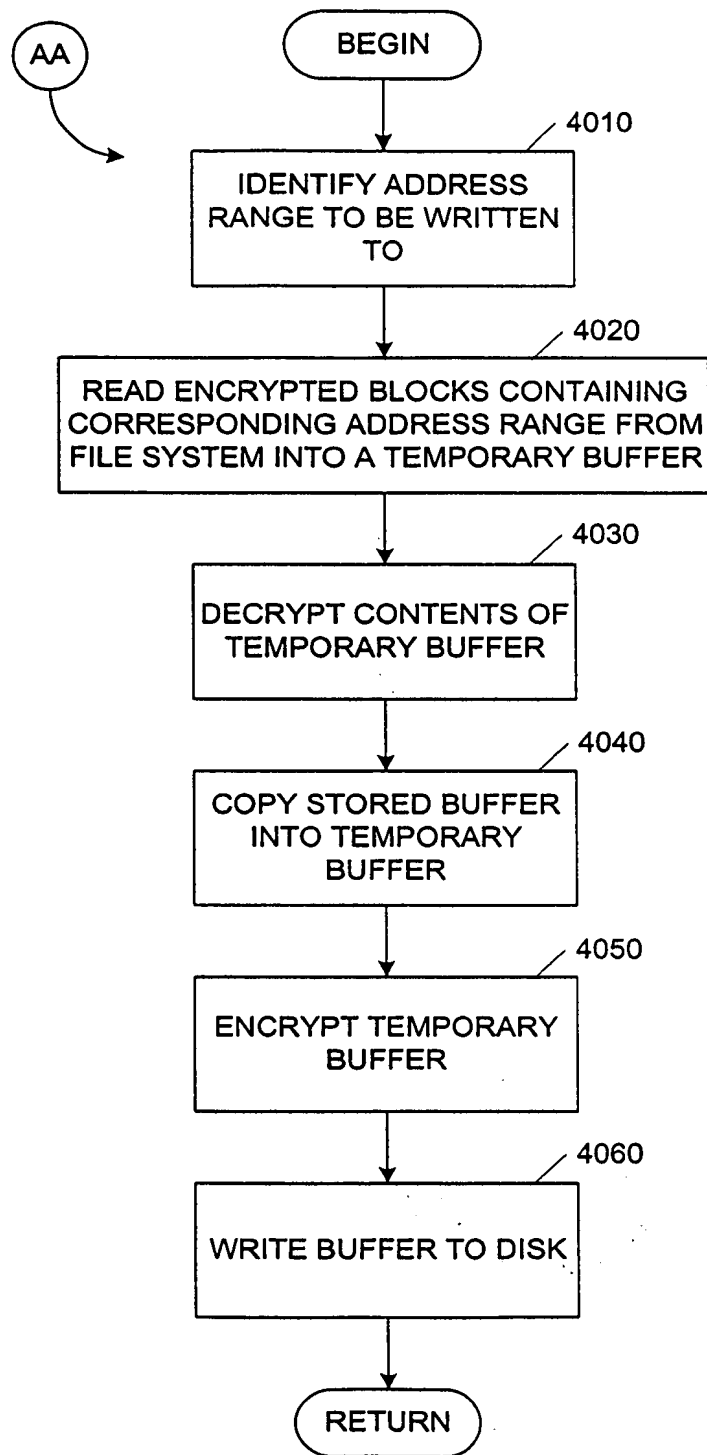 AA
BEGIN
4010
IDENTIFY ADDRESS
RANGE TO BE WRITTEN
TO
4020
READ ENCRYPTED BLOCKS CONTAINING
CORRESPONDING ADDRESS RANGE FROM
FILE SYSTEM INTO A TEMPORARY BUFFER
4030
DECRYPT CONTENTS OF
TEMPORARY BUFFER
4040
COPY STORED BUFFER
INTO TEMPORARY
BUFFER
4050
ENCRYPT TEMPORARY
BUFFER
4060
WRITE BUFFER TO DISK
RETURN